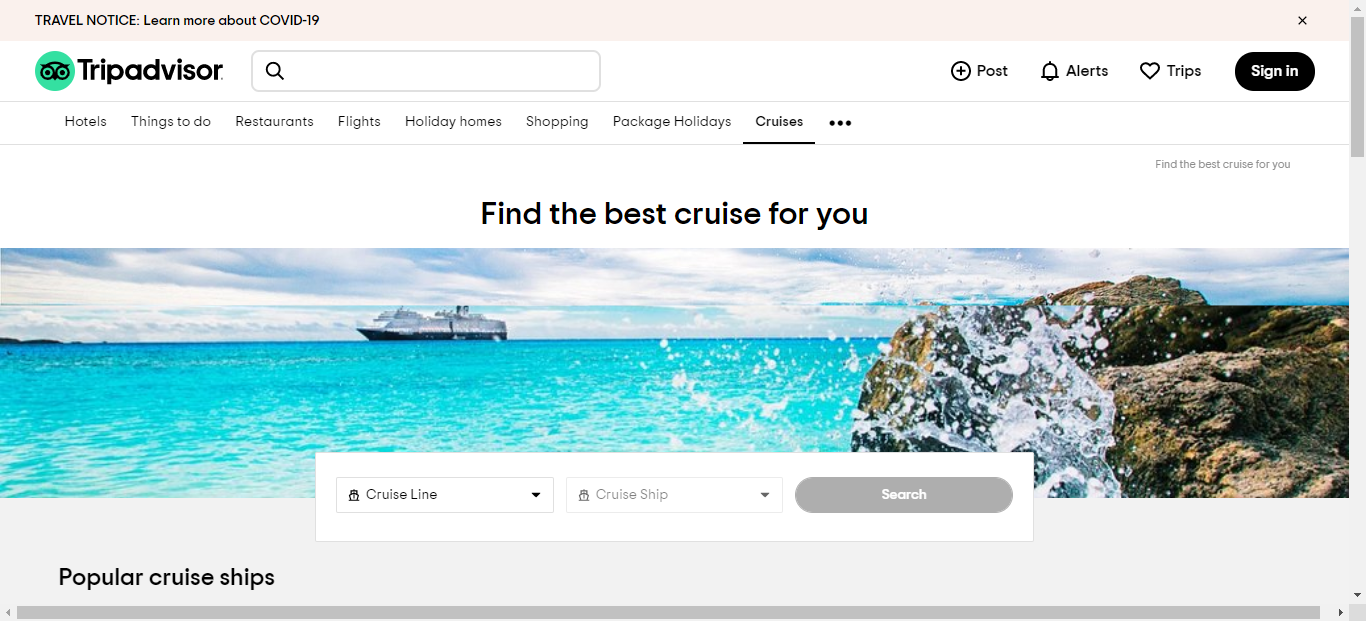 TRAVEL NOTICE: Learn more about COVID-19
Tripadvisor
Post
Alerts
Trips
Sign in
Hotels
Things to do
Restaurants
Flights
Holiday homes
Shopping
Package Holidays
Cruises
Find the best cruise for you
Find the best cruise for you
Cruise Line
Cruise Ship
Search
Popular cruise ships